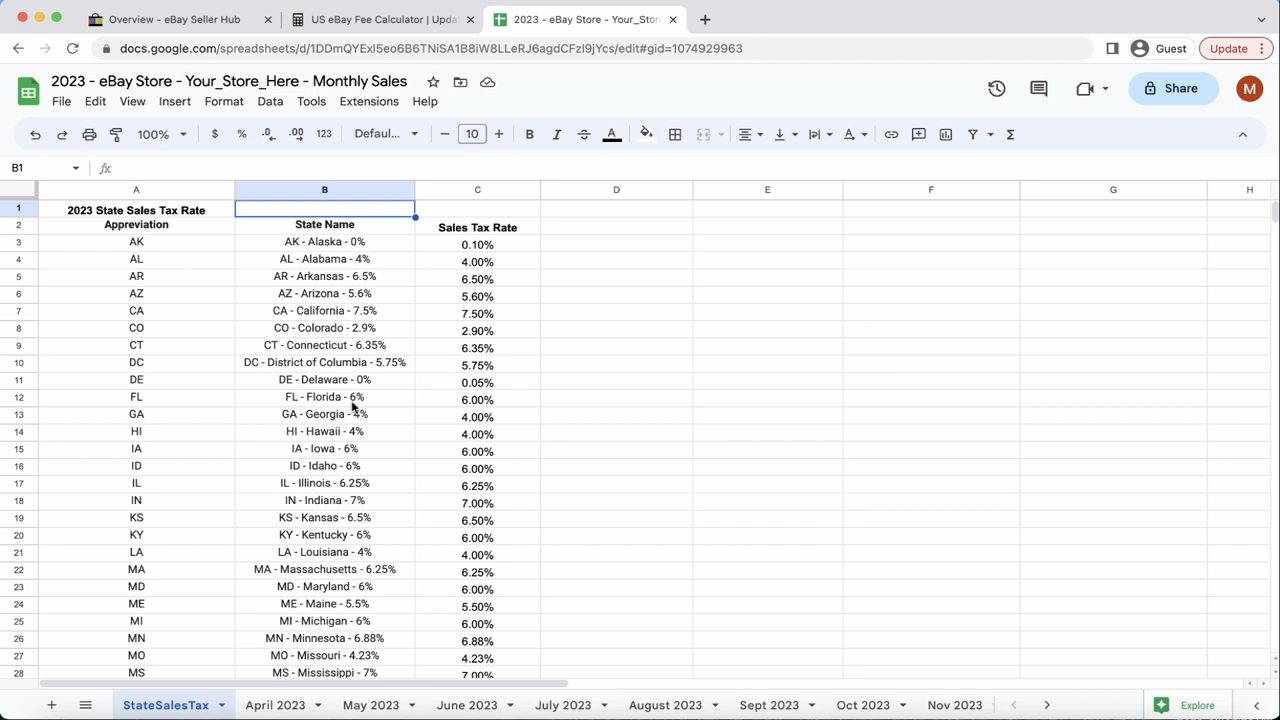 Overview - eBay Seller Hub
US eBay Fee Calculator | Upda
2023 - eBay Store - Your_Stor
docs.google.com/spreadsheets/d/1DDmQYExl5eo6B6TNiSA1B8iW8LLeRJ6agdCFzl9jYcs/edit#gid=1074929963
Guest
Update
2023 - eBay Store - Your_Store_Here - Monthly Sales
File Edit View Insert Format Data Tools Extensions Help
Share
M
100% $ % .0 .00 123 Defaul... - 10 + B I S A
B1 fx
A B C D E F G H
1 2023 State Sales Tax Rate
2 Appreviation State Name Sales Tax Rate
3 AK AK - Alaska - 0% 0.10%
4 AL AL - Alabama - 4% 4.00%
5 AR AR - Arkansas - 6.5% 6.50%
6 AZ AZ - Arizona - 5.6% 5.60%
7 CA CA - California - 7.5% 7.50%
8 CO CO - Colorado - 2.9% 2.90%
9 CT CT - Connecticut - 6.35% 6.35%
10 DC DC - District of Columbia - 5.75% 5.75%
11 DE DE - Delaware - 0% 0.05%
12 FL FL - Florida - 6% 6.00%
13 GA GA - Georgia - 4% 4.00%
14 HI HI - Hawaii - 4% 4.00%
15 IA IA - Iowa - 6% 6.00%
16 ID ID - Idaho - 6% 6.00%
17 IL IL - Illinois - 6.25% 6.25%
18 IN IN - Indiana - 7% 7.00%
19 KS KS - Kansas - 6.5% 6.50%
20 KY KY - Kentucky - 6% 6.00%
21 LA LA - Louisiana - 4% 4.00%
22 MA MA - Massachusetts - 6.25% 6.25%
23 MD MD - Maryland - 6% 6.00%
24 ME ME - Maine - 5.5% 5.50%
25 MI MI - Michigan - 6% 6.00%
26 MN MN - Minnesota - 6.88% 6.88%
27 MO MO - Missouri - 4.23% 4.23%
28 MS MS - Mississippi - 7% 7.00%
StateSalesTax April 2023 May 2023 June 2023 July 2023 August 2023 Sept 2023 Oct 2023 Nov 2023 Explore